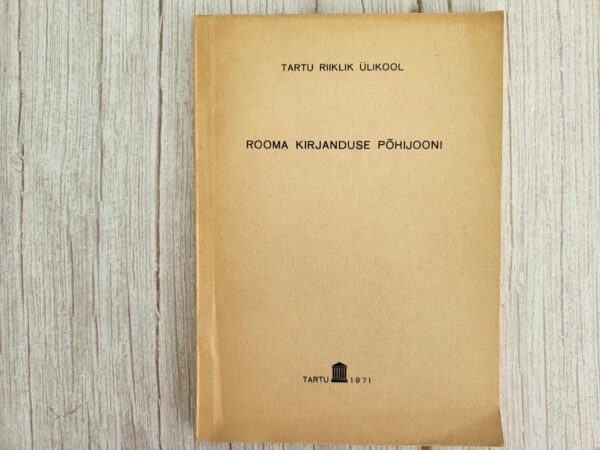 TARTU RIIKLIK ÜLIKOOL
ROOMA KIRJANDUSE PÕHIJOONI
TARTU 1971